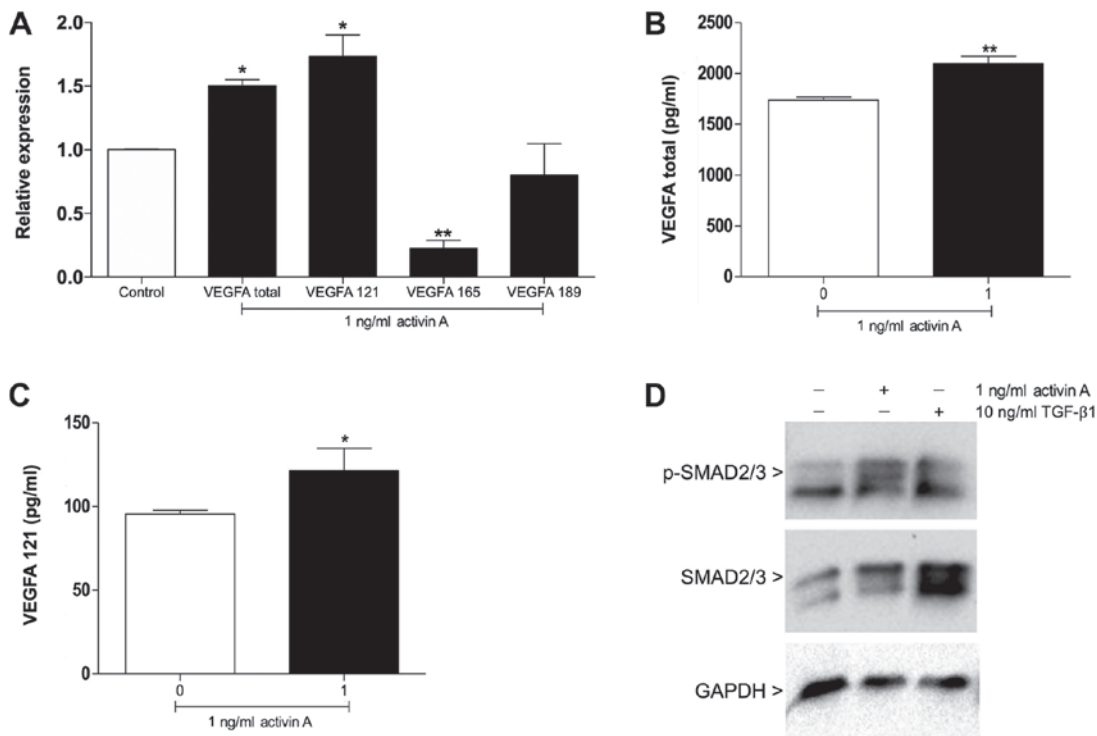 A
Relative expression
2.0
1.5
1.0
0.5
0.0
*
*
**
Control
VEGFA total
VEGFA 121
VEGFA 165
VEGFA 189
1 ng/ml activin A
B
VEGFA total (pg/ml)
2500
2000
1500
1000
500
0
**
0
1
1 ng/ml activin A
C
VEGFA 121 (pg/ml)
150
100
50
0
*
0
1
1 ng/ml activin A
D
– + – 1 ng/ml activin A
– – + 10 ng/ml TGF-β1
p-SMAD2/3 >
SMAD2/3 >
GAPDH >